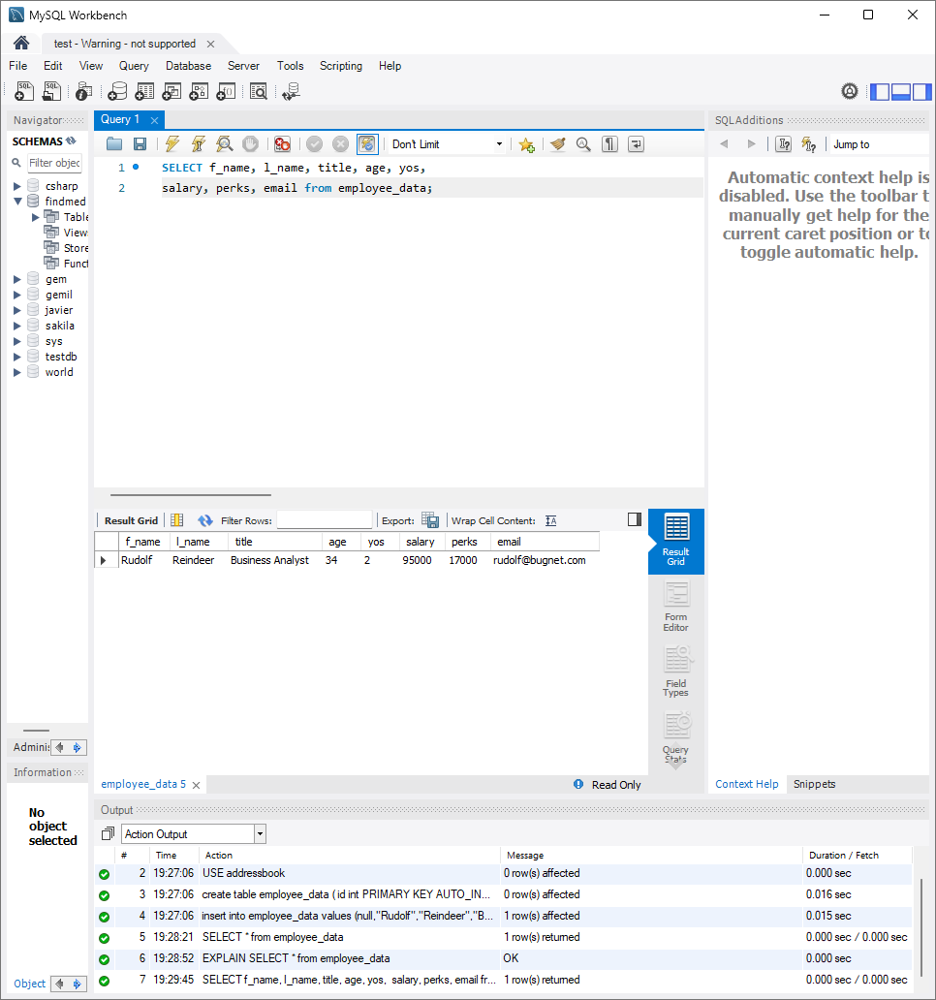 MySQL Workbench
test - Warning - not supported
File Edit View Query Database Server Tools Scripting Help
Navigator
SCHEMAS
Filter objec
csharp
findmed
Table
Views
Store
Funct
gem
gemil
javier
sakila
sys
testdb
world
Adminis
Information
No
object
selected
Object
Query 1
Don't Limit
1 SELECT f_name, l_name, title, age, yos,
2 salary, perks, email from employee_data;
Result Grid Filter Rows: Export: Wrap Cell Content:
f_name l_name title age yos salary perks email
Rudolf Reindeer Business Analyst 34 2 95000 17000 rudolf@bugnet.com
Result
Grid
Form
Editor
Field
Types
Query
Stats
employee_data 5
Read Only
SQLAdditions
Jump to
Automatic context help is
disabled. Use the toolbar t
manually get help for the
current caret position or to
toggle automatic help.
Context Help Snippets
Output
Action Output
# Time Action Message Duration / Fetch
2 19:27:06 USE addressbook 0 row(s) affected 0.000 sec
3 19:27:06 create table employee_data ( id int PRIMARY KEY AUTO_IN... 0 row(s) affected 0.016 sec
4 19:27:06 insert into employee_data values (null,"Rudolf","Reindeer","B... 1 row(s) affected 0.015 sec
5 19:28:21 SELECT * from employee_data 1 row(s) returned 0.000 sec / 0.000 sec
6 19:28:52 EXPLAIN SELECT * from employee_data OK 0.000 sec
7 19:29:45 SELECT f_name, l_name, title, age, yos, salary, perks, email fr... 1 row(s) returned 0.000 sec / 0.000 sec